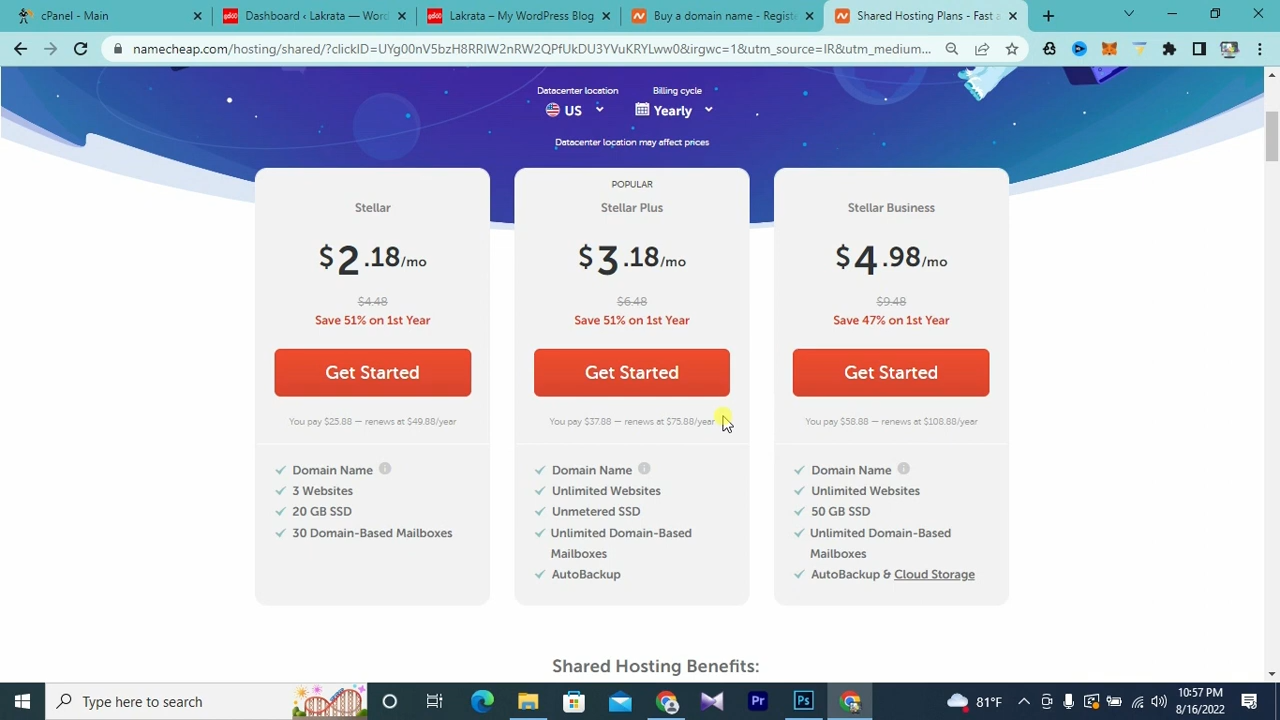 cPanel - Main
Dashboard ‹ Lakrata — Word
Lakrata – My WordPress Blog
Buy a domain name - Registe
Shared Hosting Plans - Fast a
namecheap.com/hosting/shared/?clickID=UYg00nV5bzH8RRIW2nRW2QPfUkDU3YVuKRYLww0&irgwc=1&utm_source=IR&utm_medium...
Datacenter location
Billing cycle
US
Yearly
Datacenter location may affect prices
Stellar
$2.18/mo
$4.48
Save 51% on 1st Year
Get Started
You pay $25.88 — renews at $49.88/year
Domain Name
3 Websites
20 GB SSD
30 Domain-Based Mailboxes
POPULAR
Stellar Plus
$3.18/mo
$6.48
Save 51% on 1st Year
Get Started
You pay $37.88 — renews at $75.88/year
Domain Name
Unlimited Websites
Unmetered SSD
Unlimited Domain-Based
Mailboxes
AutoBackup
Stellar Business
$4.98/mo
$9.48
Save 47% on 1st Year
Get Started
You pay $58.88 — renews at $108.88/year
Domain Name
Unlimited Websites
50 GB SSD
Unlimited Domain-Based
Mailboxes
AutoBackup & Cloud Storage
Shared Hosting Benefits:
Type here to search
Pr
Ps
81°F
10:57 PM
8/16/2022